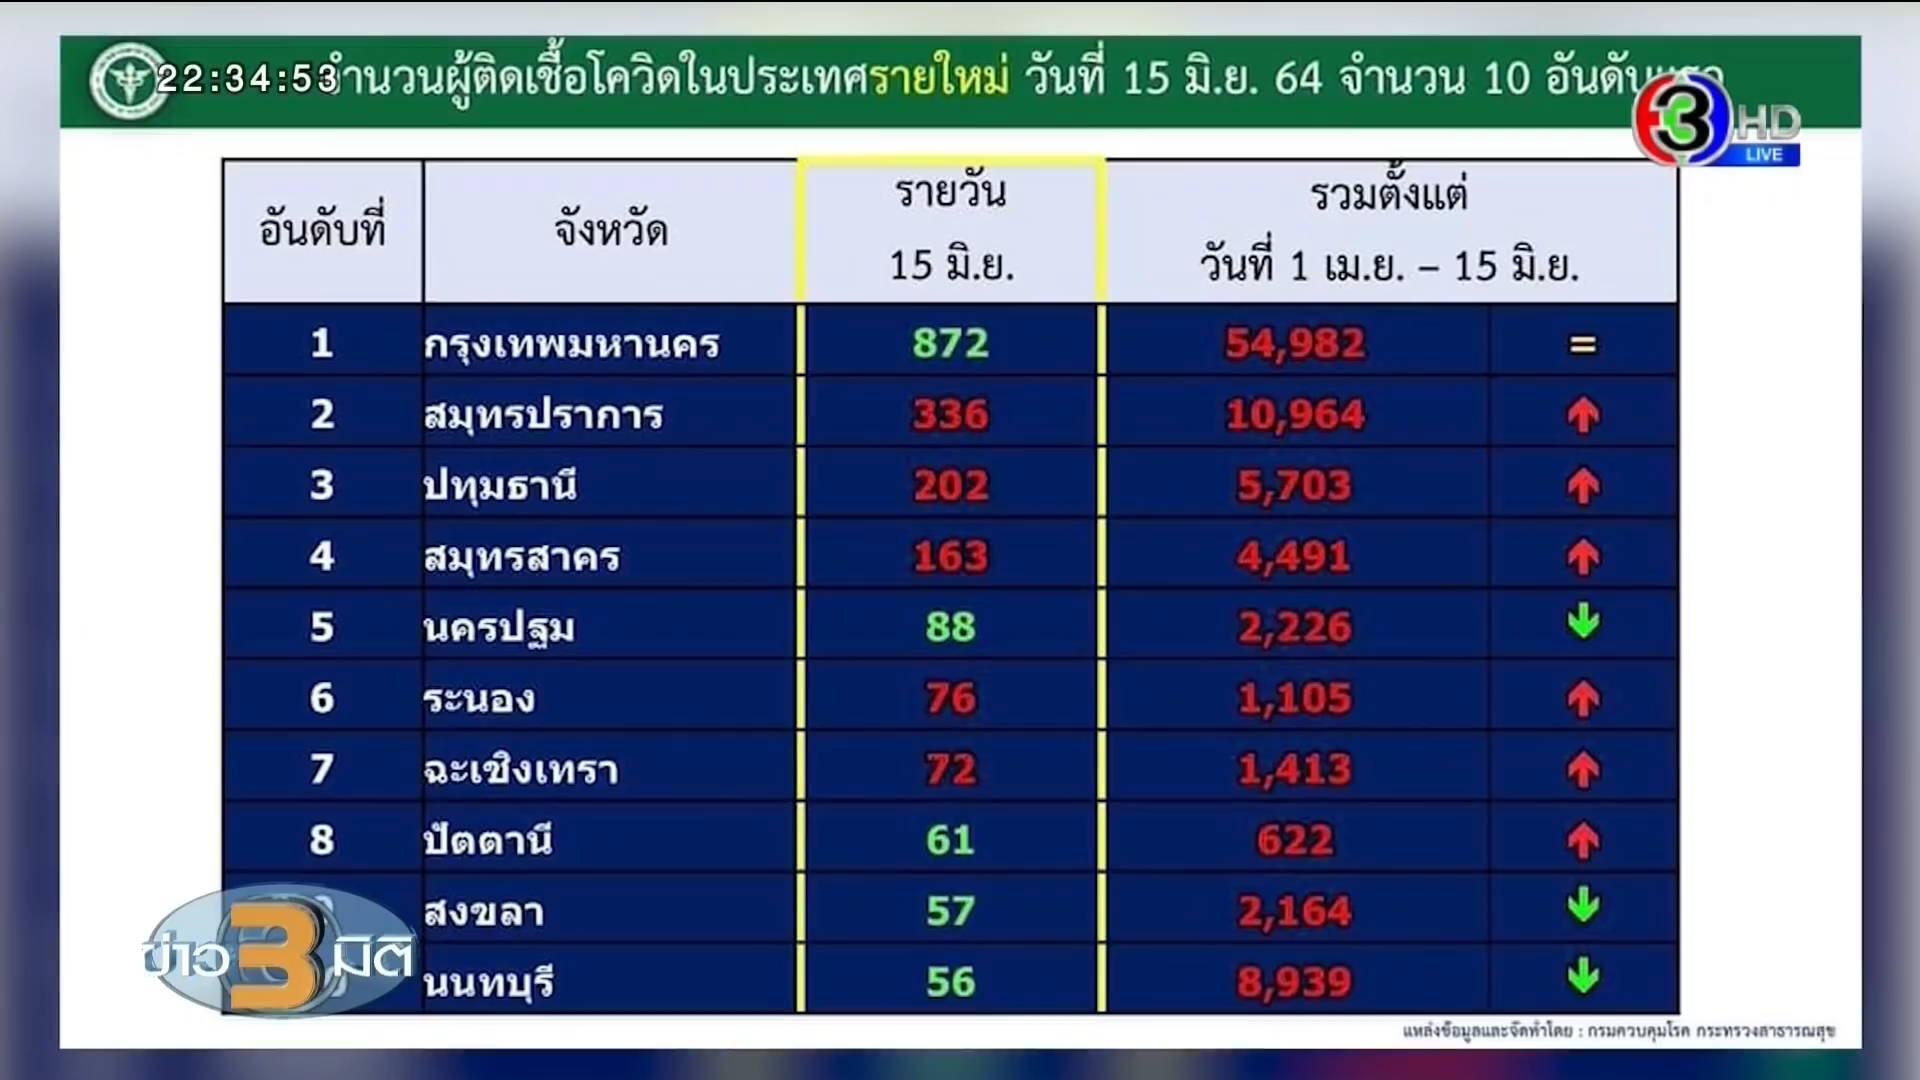 22:34:53
จำนวนผู้ติดเชื้อโควิดในประเทศรายใหม่ วันที่ 15 มิ.ย. 64 จำนวน 10 อันดับแรก
3 HD
LIVE
อันดับที่ จังหวัด รายวัน 15 มิ.ย. รวมตั้งแต่ วันที่ 1 เม.ย. – 15 มิ.ย.
1 กรุงเทพมหานคร 872 54,982 =
2 สมุทรปราการ 336 10,964 ↑
3 ปทุมธานี 202 5,703 ↑
4 สมุทรสาคร 163 4,491 ↑
5 นครปฐม 88 2,226 ↓
6 ระนอง 76 1,105 ↑
7 ฉะเชิงเทรา 72 1,413 ↑
8 ปัตตานี 61 622 ↑
สงขลา 57 2,164 ↓
นนทบุรี 56 8,939 ↓
ข่าว 3 มิติ
แหล่งข้อมูลและจัดทำโดย : กรมควบคุมโรค กระทรวงสาธารณสุข